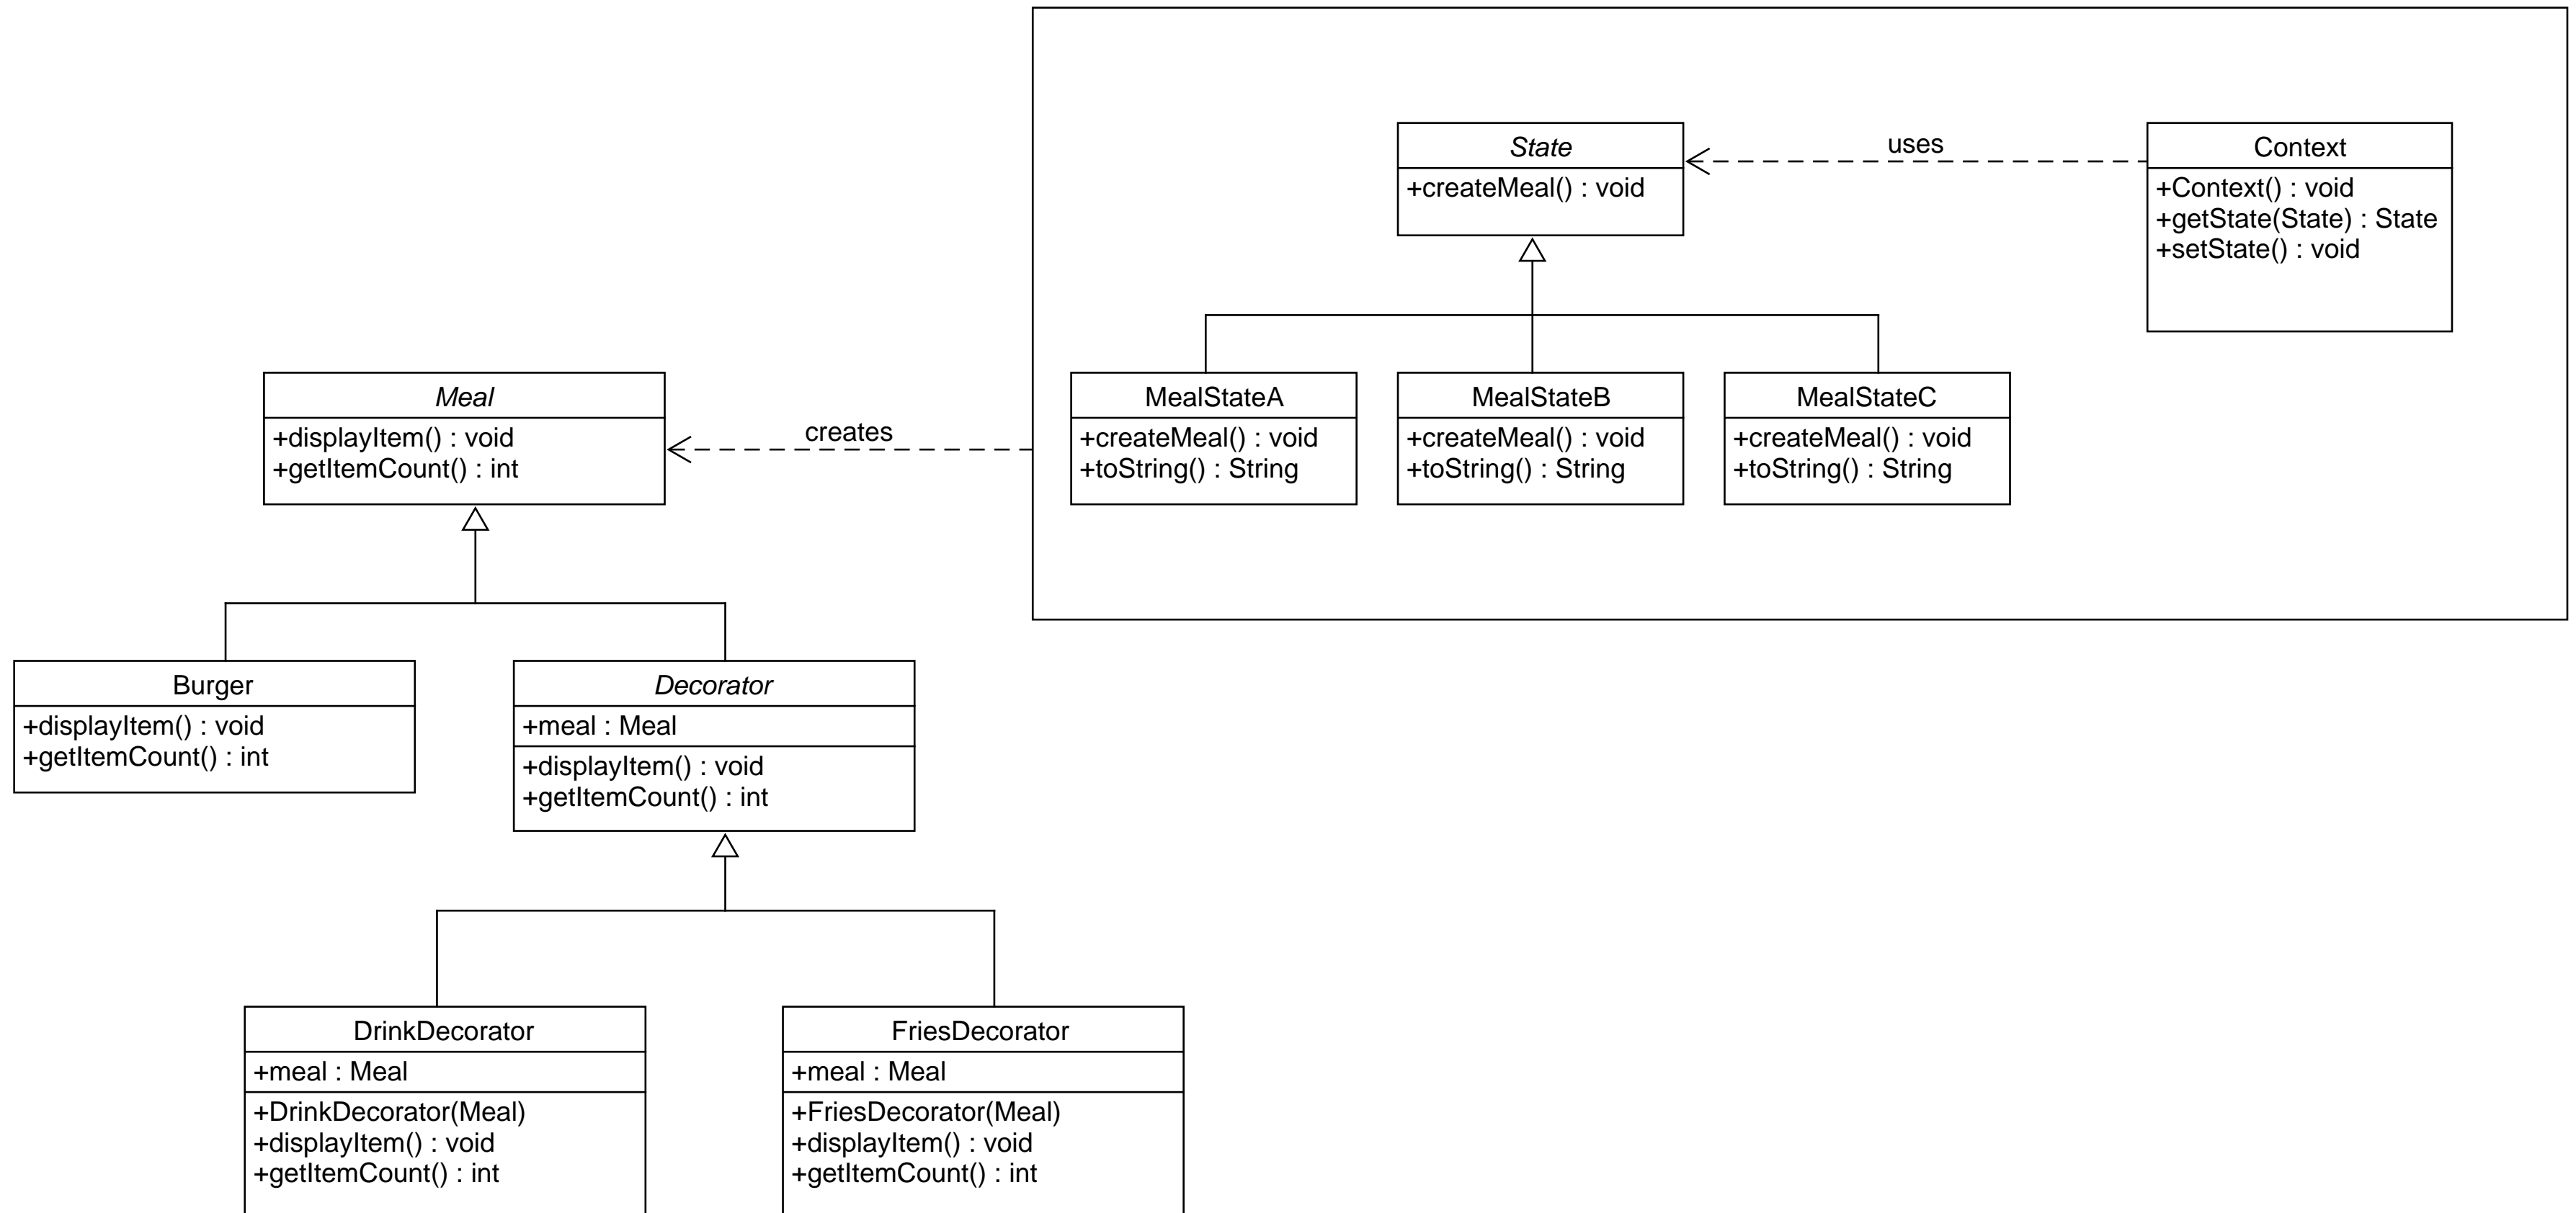 State
+createMeal() : void
uses
Context
+Context() : void
+getState(State) : State
+setState() : void
Meal
+displayItem() : void
+getItemCount() : int
creates
MealStateA
+createMeal() : void
+toString() : String
MealStateB
+createMeal() : void
+toString() : String
MealStateC
+createMeal() : void
+toString() : String
Burger
+displayItem() : void
+getItemCount() : int
Decorator
+meal : Meal
+displayItem() : void
+getItemCount() : int
DrinkDecorator
+meal : Meal
+DrinkDecorator(Meal)
+displayItem() : void
+getItemCount() : int
FriesDecorator
+meal : Meal
+FriesDecorator(Meal)
+displayItem() : void
+getItemCount() : int